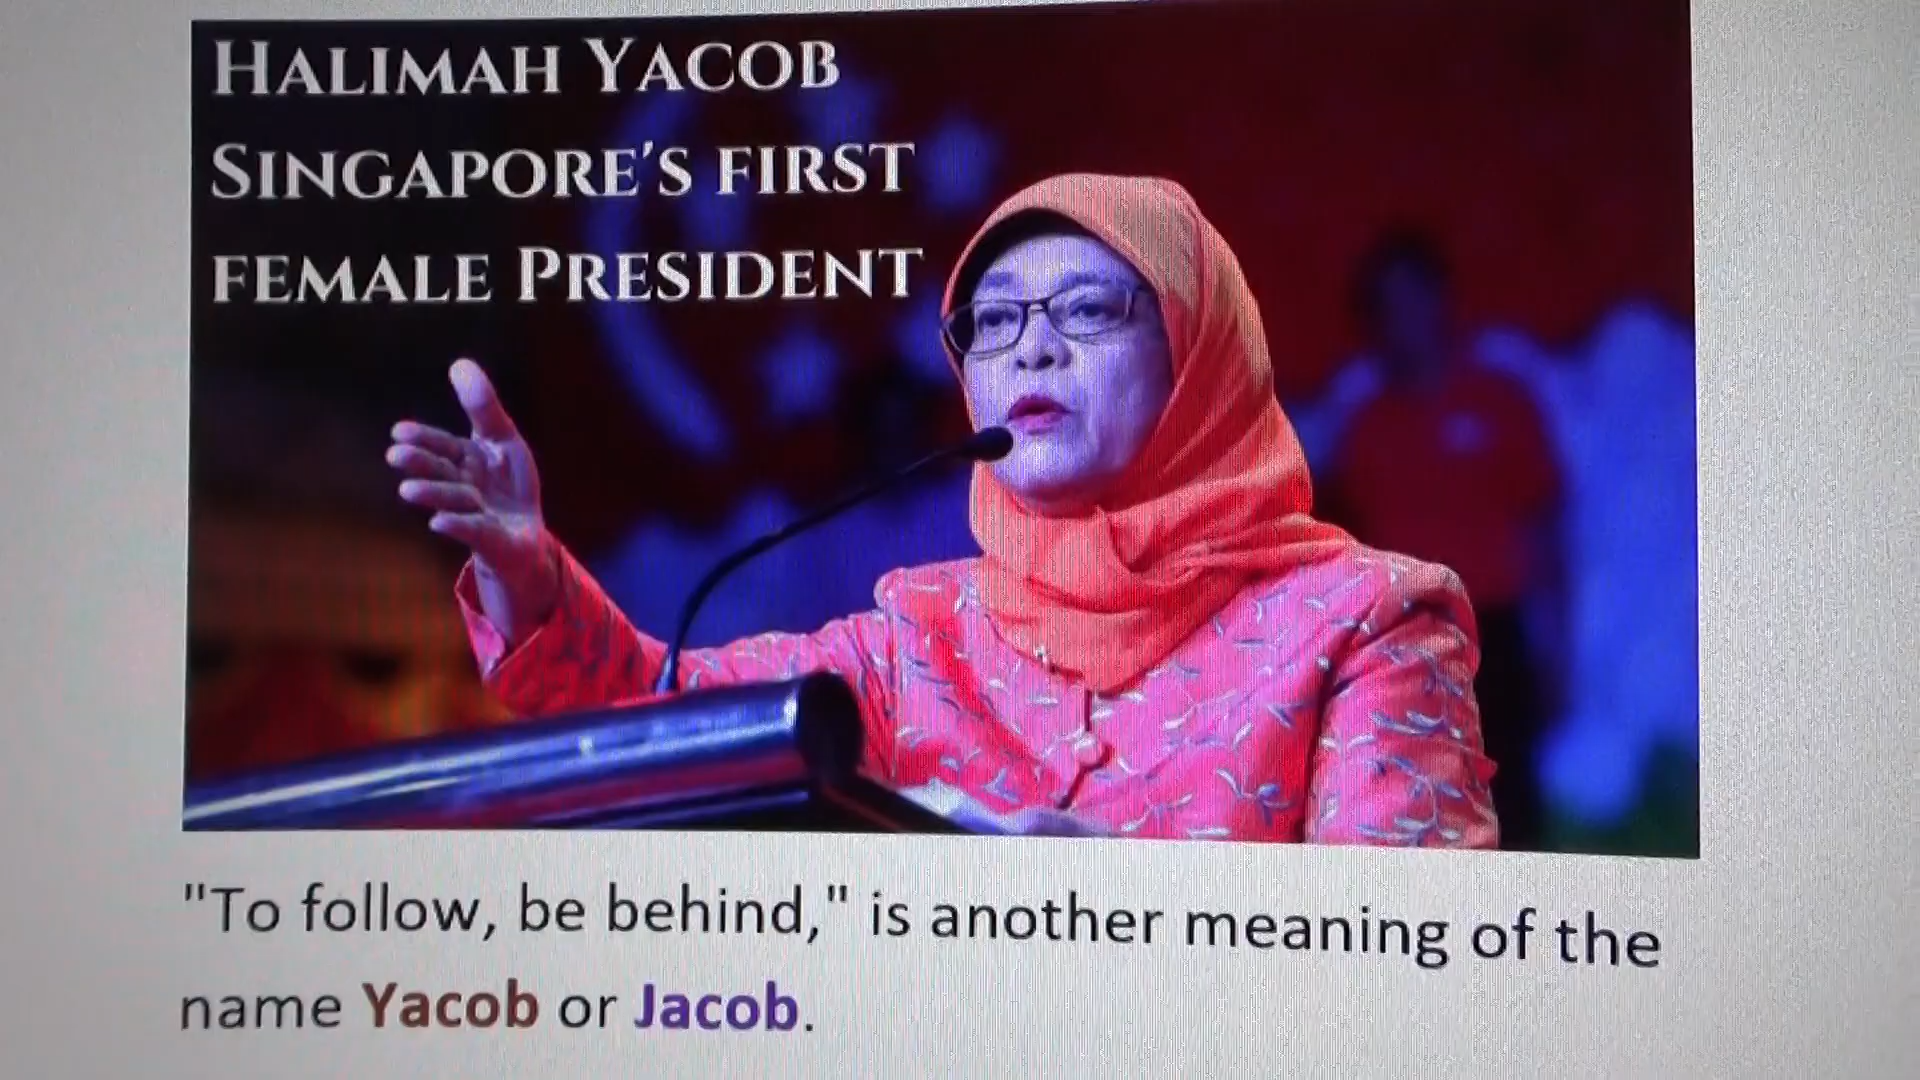 HALIMAH YACOB
SINGAPORE'S FIRST
FEMALE PRESIDENT
"To follow, be behind," is another meaning of the
name Yacob or Jacob.